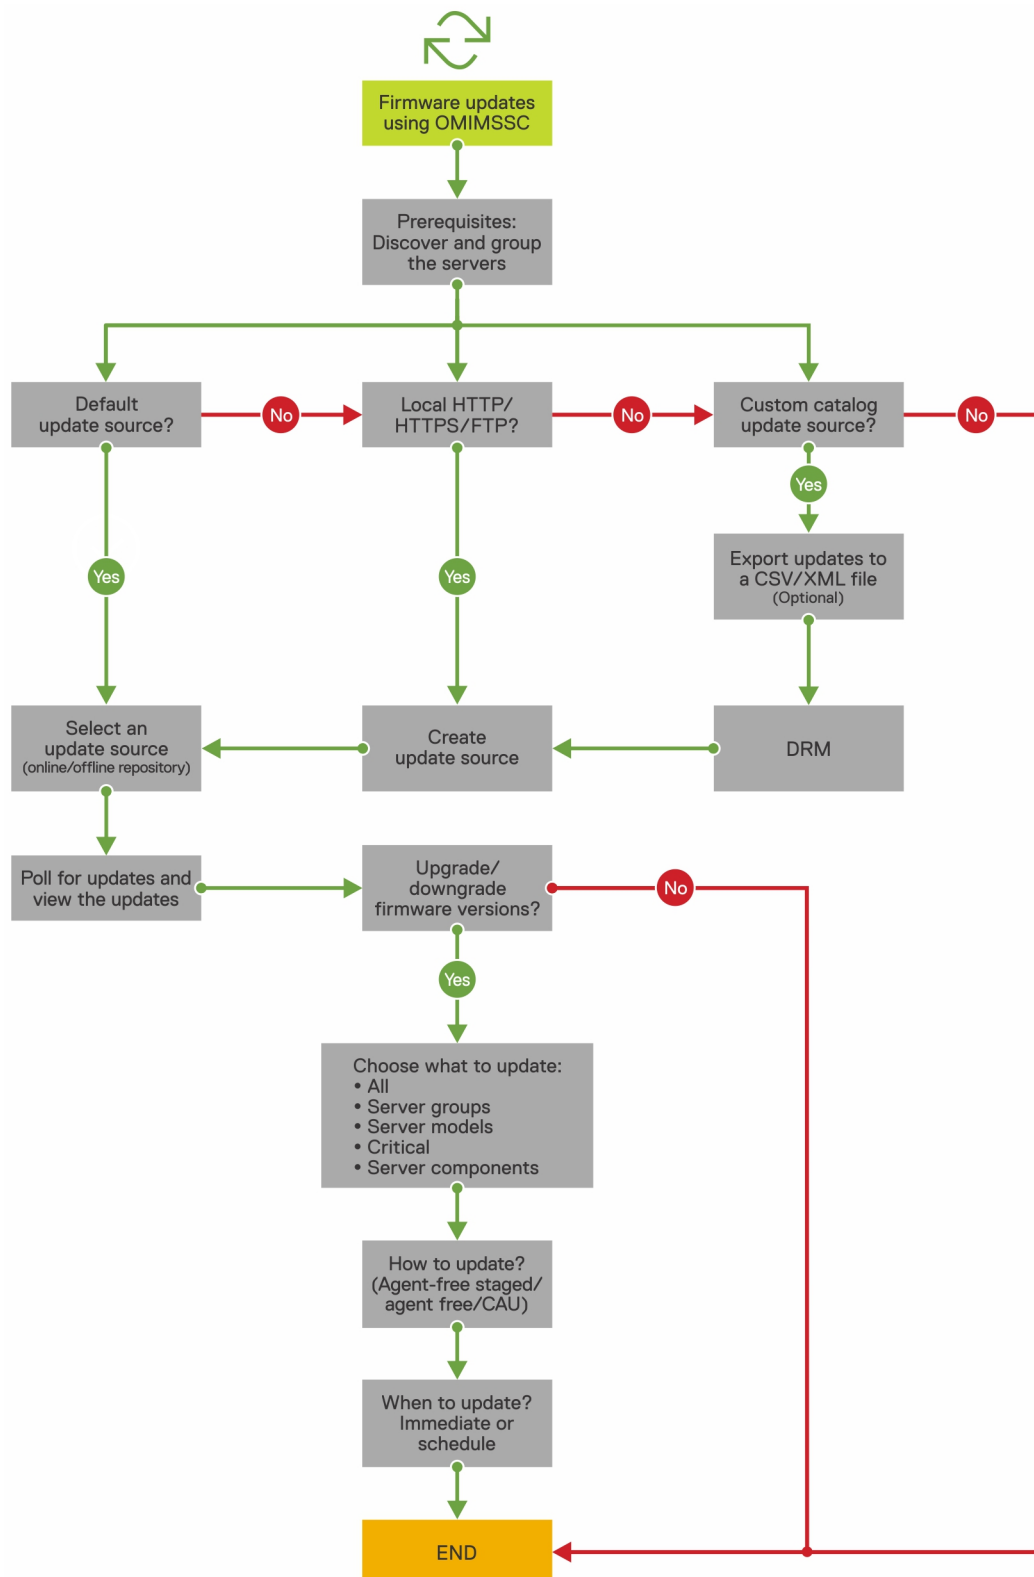 Firmware updates
using OMIMSSC
Prerequisites:
Discover and group
the servers
Default
update source?
No
Local HTTP/
HTTPS/FTP?
No
Custom catalog
update source?
No
Yes
Yes
Yes
Export updates to
a CSV/XML file
(Optional)
Select an
update source
(online/offline repository)
Create
update source
DRM
Poll for updates and
view the updates
Upgrade/
downgrade
firmware versions?
No
Yes
Choose what to update:
• All
• Server groups
• Server models
• Critical
• Server components
How to update?
(Agent-free staged/
agent free/CAU)
When to update?
Immediate or
schedule
END